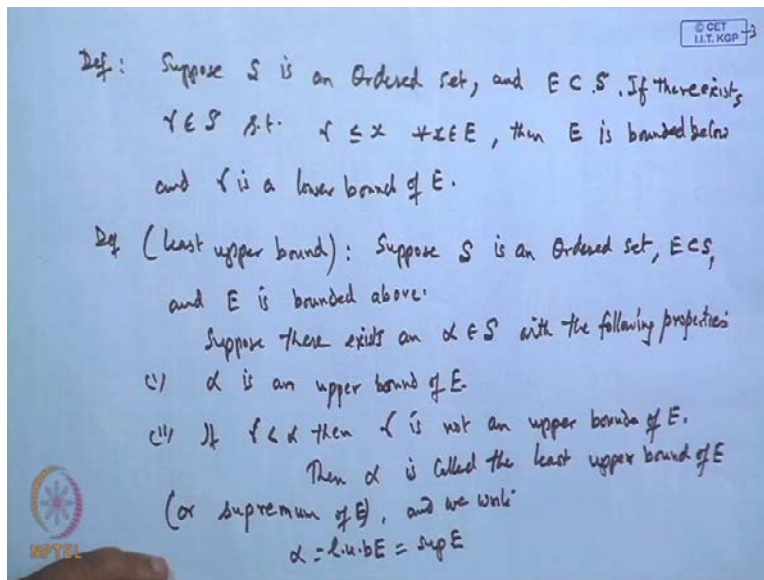 © CET
I.I.T. KGP -3
Def: Suppose S is an Ordered set, and E ⊂ S. If there exists
γ ∈ S s.t. γ ≤ x ∀ x ∈ E, then E is bounded below
and γ is a lower bound of E.
Def (least upper bound): Suppose S is an Ordered set, E ⊂ S,
and E is bounded above.
Suppose there exists an α ∈ S with the following properties
(i) α is an upper bound of E.
(ii) If γ < α then γ is not an upper bound of E.
Then α is called the least upper bound of E
(or supremum of E), and we write
α = l.u.b E = sup E
NPTEL